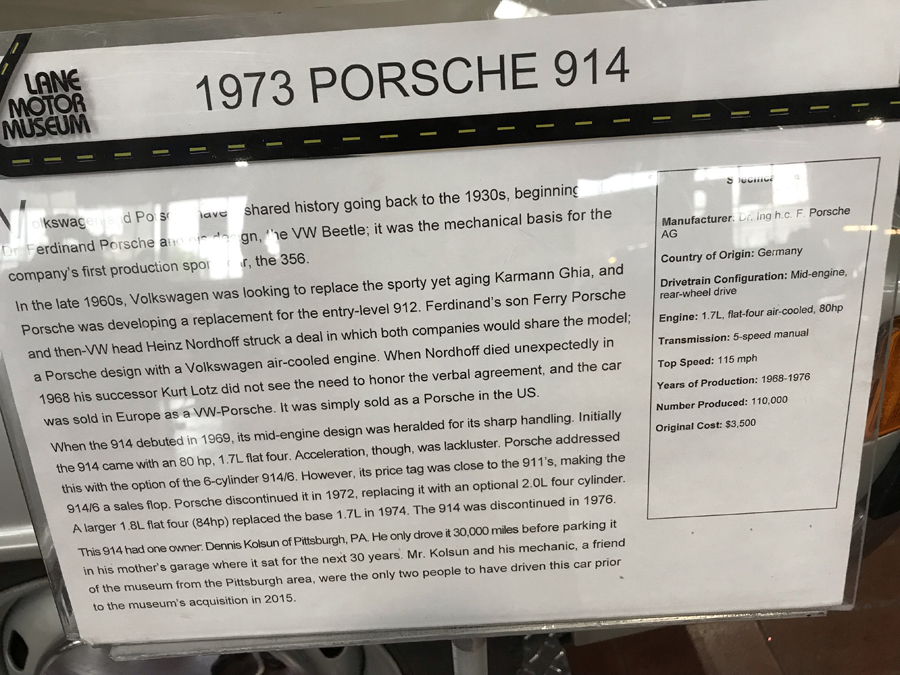 LANE
MOTOR
MUSEUM
1973 PORSCHE 914
have shared history going back to the 1930s, beginning
Dr. Ferdinand Porsche and design, the VW Beetle; it was the mechanical basis for the
company's first production the 356.
In the late 1960s, Volkswagen was looking to replace the sporty yet aging Karmann Ghia, and
Porsche was developing a replacement for the entry-level 912. Ferdinand's son Ferry Porsche
and then-VW head Heinz Nordhoff struck a deal in which both companies would share the model;
a Porsche design with a Volkswagen air-cooled engine. When Nordhoff died unexpectedly in
1968 his successor Kurt Lotz did not see the need to honor the verbal agreement, and the car
was sold in Europe as a VW-Porsche. It was simply sold as a Porsche in the US.
When the 914 debuted in 1969, its mid-engine design was heralded for its sharp handling. Initially
the 914 came with an 80 hp, 1.7L flat four. Acceleration, though, was lackluster. Porsche addressed
this with the option of the 6-cylinder 914/6. However, its price tag was close to the 911's, making the
914/6 a sales flop. Porsche discontinued it in 1972, replacing it with an optional 2.0L four cylinder.
A larger 1.8L flat four (84hp) replaced the base 1.7L in 1974. The 914 was discontinued in 1976.
This 914 had one owner: Dennis Kolsun of Pittsburgh, PA. He only drove it 30,000 miles before parking it
in his mother's garage where it sat for the next 30 years. Mr. Kolsun and his mechanic, a friend
of the museum from the Pittsburgh area, were the only two people to have driven this car prior
to the museum's acquisition in 2015.
Manufacturer: Dr. Ing h.c. F. Porsche
AG
Country of Origin: Germany
Drivetrain Configuration: Mid-engine,
rear-wheel drive
Engine: 1.7L, flat-four air-cooled, 80hp
Transmission: 5-speed manual
Top Speed: 115 mph
Years of Production: 1968-1976
Number Produced: 110,000
Original Cost: $3,500